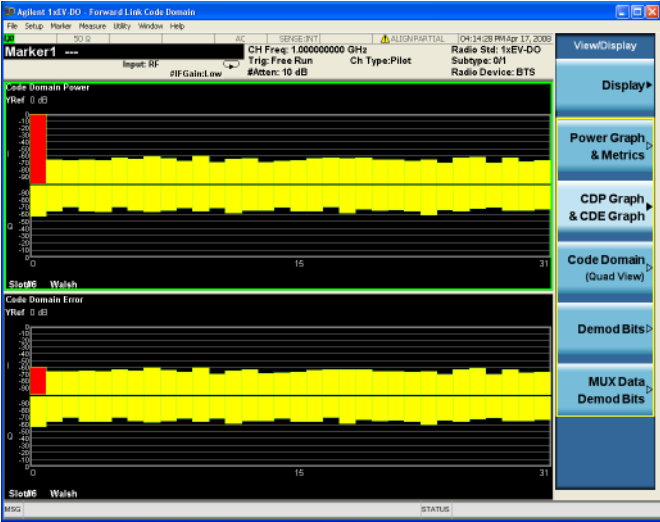 Agilent 1xEV-DO - Forward Link Code Domain
File Setup Marker Measure Utility Window Help
50 Ω AC SENSE:INT ALIGN PARTIAL 04:14:28 PM Apr 17, 2008
Marker1 ---
Input: RF
#IFGain:Low
CH Freq: 1.000000000 GHz
Trig: Free Run Ch Type:Pilot
#Atten: 10 dB
Radio Std: 1xEV-DO
Subtype: 0/1
Radio Device: BTS
View/Display
Display
Power Graph
& Metrics
CDP Graph
& CDE Graph
Code Domain
(Quad View)
Demod Bits
MUX Data
Demod Bits
Code Domain Power
YRef 0 dB
0
-10
-20
-30
-40
-50
-60
-70
-80
-90
I
-90
-80
-70
-60
-50
-40
-30
-20
-10
0
Q
0 15 31
Slot#6 Walsh
Code Domain Error
YRef 0 dB
-10
-20
-30
-40
-50
-60
-70
-80
I
-90
-80
-70
-60
-50
-40
-30
-20
-10
Q
0 15 31
Slot#6 Walsh
MSG STATUS